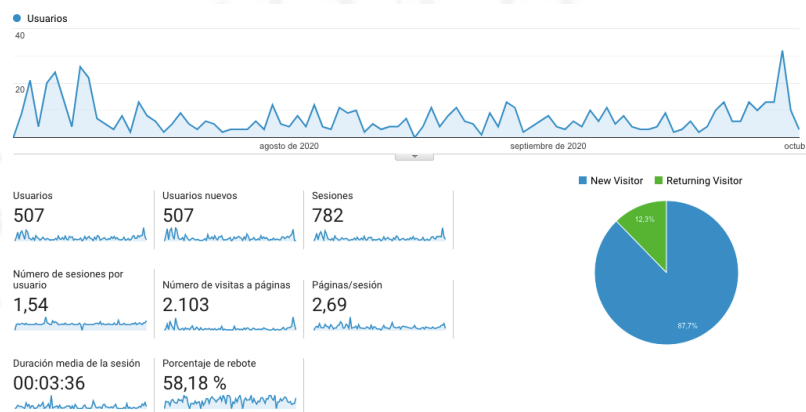 Usuarios
40
20
agosto de 2020
septiembre de 2020
octub
New Visitor
Returning Visitor
Usuarios
507
Usuarios nuevos
507
Sesiones
782
Número de sesiones por
usuario
1,54
Número de visitas a páginas
2.103
Páginas/sesión
2,69
Duración media de la sesión
00:03:36
Porcentaje de rebote
58,18 %
12,3%
87,7%